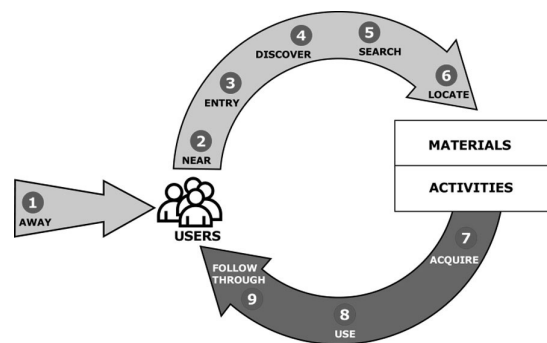 1
AWAY
USERS
2
NEAR
3
ENTRY
4
DISCOVER
5
SEARCH
6
LOCATE
MATERIALS
ACTIVITIES
7
ACQUIRE
8
USE
FOLLOW
THROUGH
9